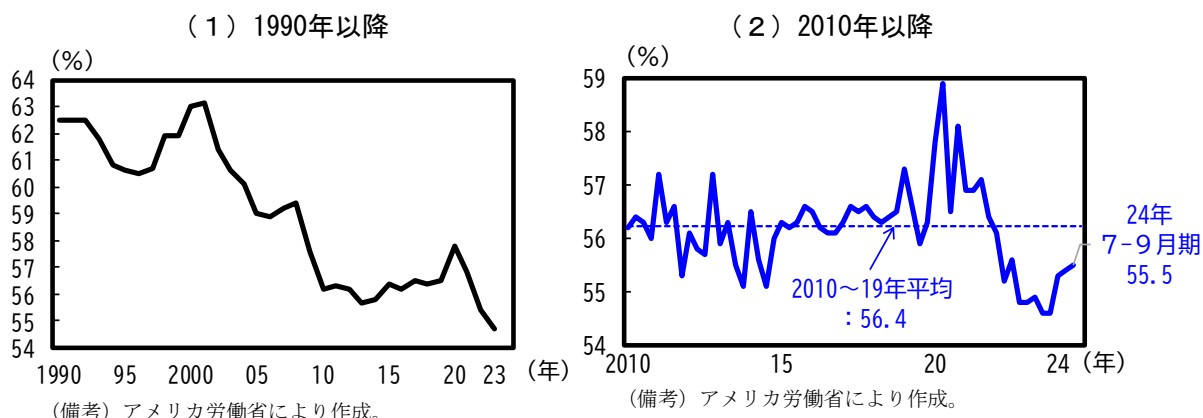 （１）1990年以降
(%)
64
63
62
61
60
59
58
57
56
55
54
1990 95 2000 05 10 15 20 23 (年)
（備考）アメリカ労働省により作成。
（２）2010年以降
(%)
59
58
57
56
55
54
2010 15 20 24 (年)
2010～19年平均
：56.4
24年
７-９月期
55.5
（備考）アメリカ労働省により作成。